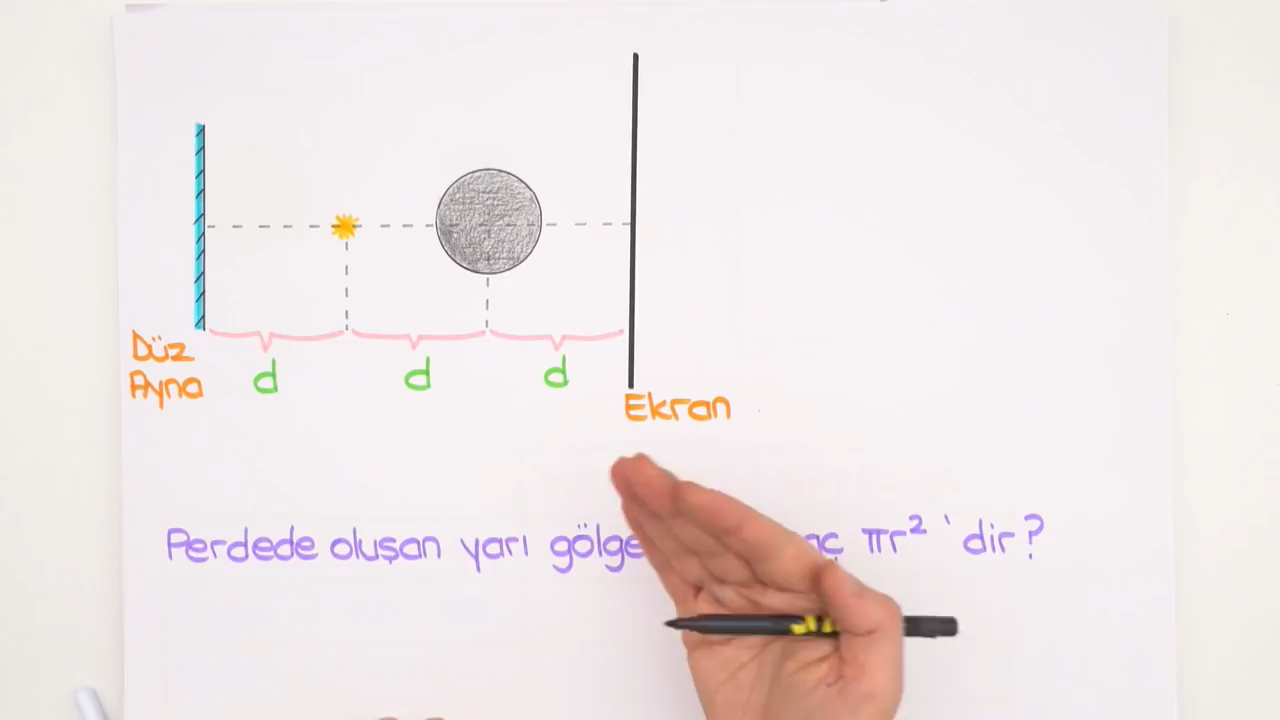 Düz
Ayna
d
d
d
Ekran
Perdede oluşan yarı gölge πr² 'dir?